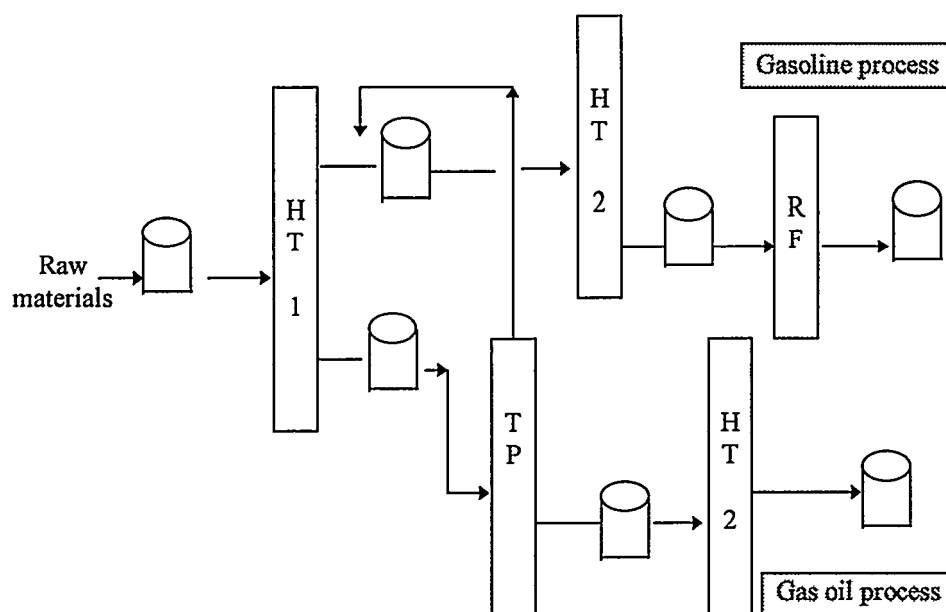 Gasoline process
H
T
2
H
T
1
R
F
Raw
materials
T
P
H
T
2
Gas oil process